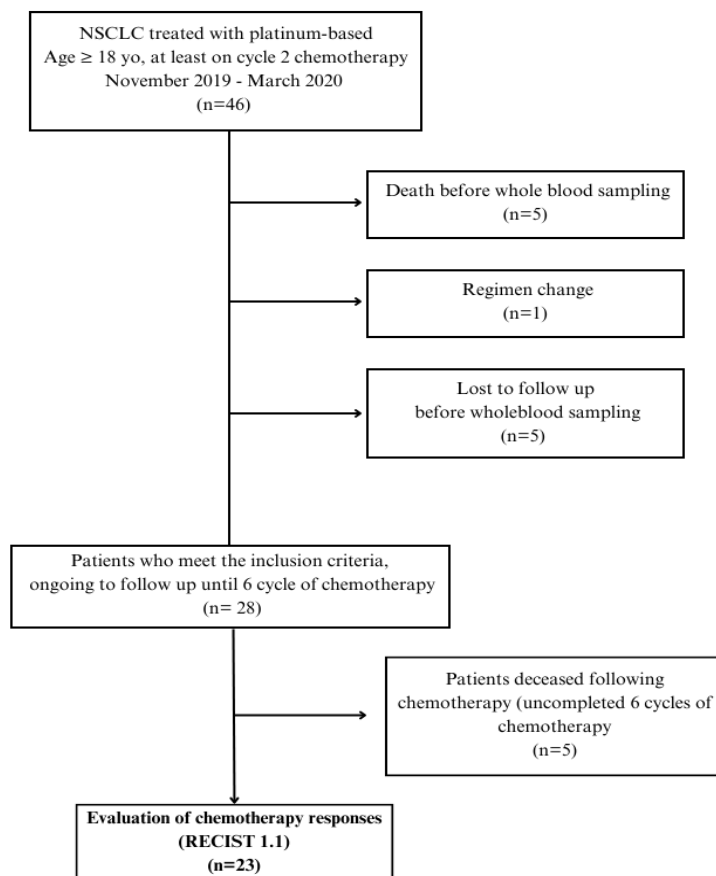 NSCLC treated with platinum-based
Age ≥ 18 yo, at least on cycle 2 chemotherapy
November 2019 - March 2020
(n=46)
Death before whole blood sampling
(n=5)
Regimen change
(n=1)
Lost to follow up
before wholeblood sampling
(n=5)
Patients who meet the inclusion criteria,
ongoing to follow up until 6 cycle of chemotherapy
(n= 28)
Patients deceased following
chemotherapy (uncompleted 6 cycles of
chemotherapy
(n=5)
Evaluation of chemotherapy responses
(RECIST 1.1)
(n=23)